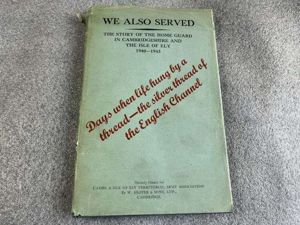 WE ALSO SERVED
THE STORY OF THE HOME GUARD
IN CAMBRIDGESHIRE AND
THE ISLE OF ELY
1940—1943
Days when life hung by a
thread—the silver thread of
the English Channel
CAMBS. & ISLE OF ELY TERRITORIAL ARMY ASSOCIATION
By W. HEFFER & SONS, LTD.,
CAMBRIDGE.